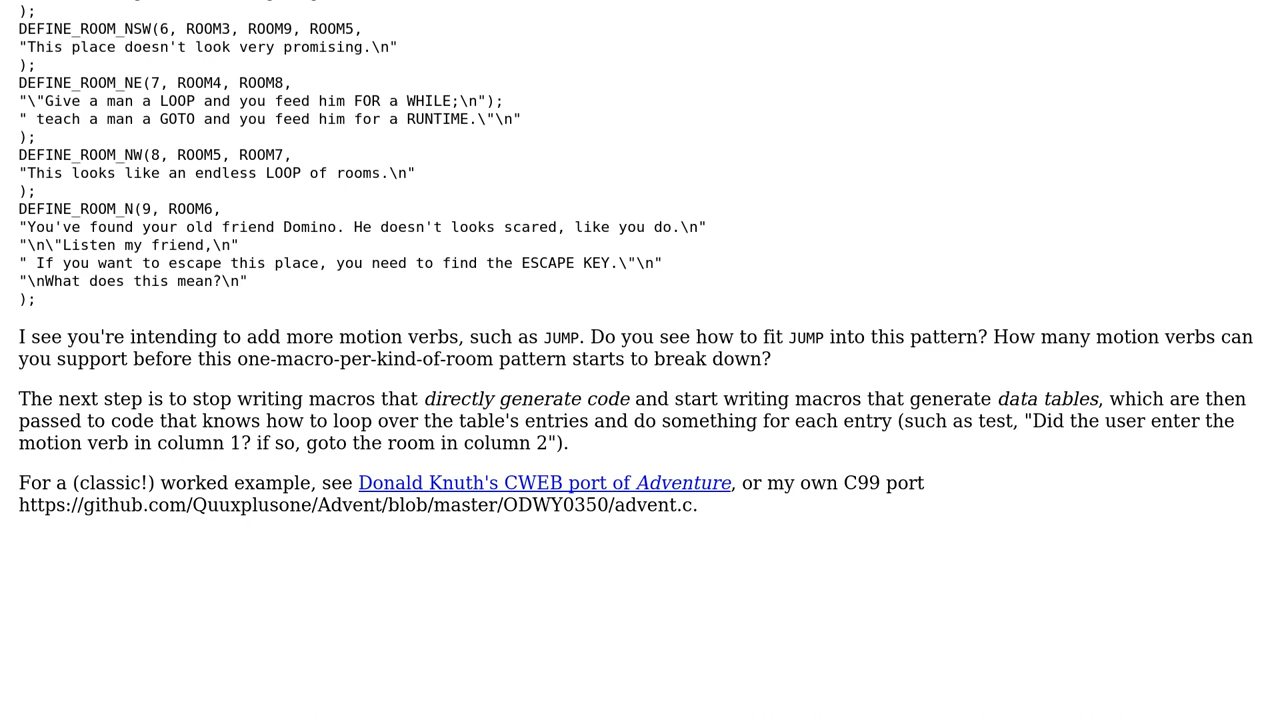 );
DEFINE_ROOM_NSW(6, ROOM3, ROOM9, ROOM5,
"This place doesn't look very promising.\n"
);
DEFINE_ROOM_NE(7, ROOM4, ROOM8,
"\"Give a man a LOOP and you feed him FOR a WHILE;\n");
" teach a man a GOTO and you feed him for a RUNTIME.\"\n"
);
DEFINE_ROOM_NW(8, ROOM5, ROOM7,
"This looks like an endless LOOP of rooms.\n"
);
DEFINE_ROOM_N(9, ROOM6,
"You've found your old friend Domino. He doesn't looks scared, like you do.\n"
"\n\"Listen my friend,\n"
" If you want to escape this place, you need to find the ESCAPE KEY.\"\n"
"\nWhat does this mean?\n"
);
I see you're intending to add more motion verbs, such as JUMP. Do you see how to fit JUMP into this pattern? How many motion verbs can
you support before this one-macro-per-kind-of-room pattern starts to break down?
The next step is to stop writing macros that directly generate code and start writing macros that generate data tables, which are then
passed to code that knows how to loop over the table's entries and do something for each entry (such as test, "Did the user enter the
motion verb in column 1? if so, goto the room in column 2").
For a (classic!) worked example, see Donald Knuth's CWEB port of Adventure, or my own C99 port
https://github.com/Quuxplusone/Advent/blob/master/ODWY0350/advent.c.